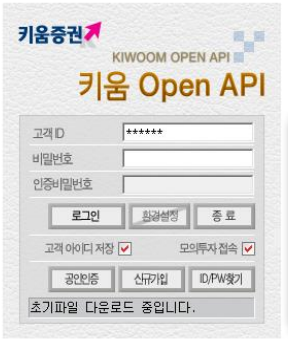 키움증권
KIWOOM OPEN API
키움 Open API
고객 ID ******
비밀번호
인증비밀번호
로그인 환경설정 종 료
고객 아이디 저장 모의투자 접속
공인인증 신규가입 ID/PW찾기
초기파일 다운로드 중입니다.